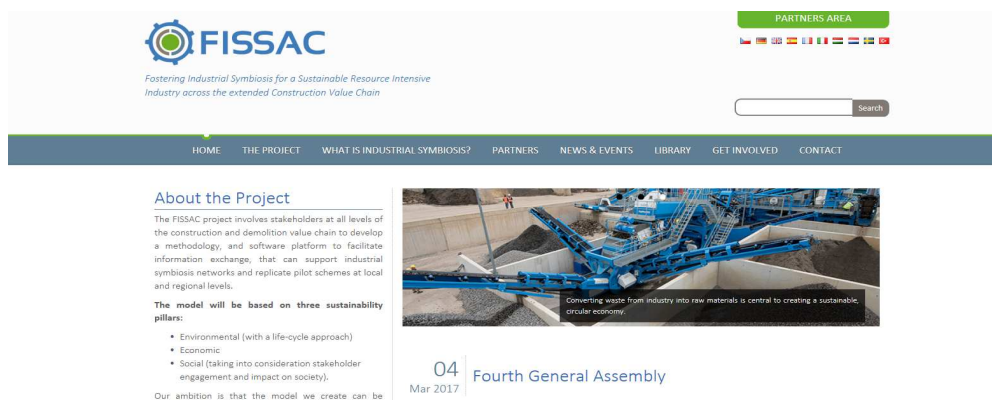 PARTNERS AREA
FISSAC
Fostering Industrial Symbiosis for a Sustainable Resource Intensive
Industry across the extended Construction Value Chain
Search
HOME THE PROJECT WHAT IS INDUSTRIAL SYMBIOSIS? PARTNERS NEWS & EVENTS LIBRARY GET INVOLVED CONTACT
About the Project
The FISSAC project involves stakeholders at all levels of
the construction and demolition value chain to develop
a methodology, and software platform to facilitate
information exchange, that can support industrial
symbiosis networks and replicate pilot schemes at local
and regional levels.
The model will be based on three sustainability
pillars:
• Environmental (with a life-cycle approach)
• Economic
• Social (taking into consideration stakeholder
engagement and impact on society).
Our ambition is that the model we create can be
Converting waste from industry into raw materials is central to creating a sustainable,
circular economy.
04
Mar 2017
Fourth General Assembly